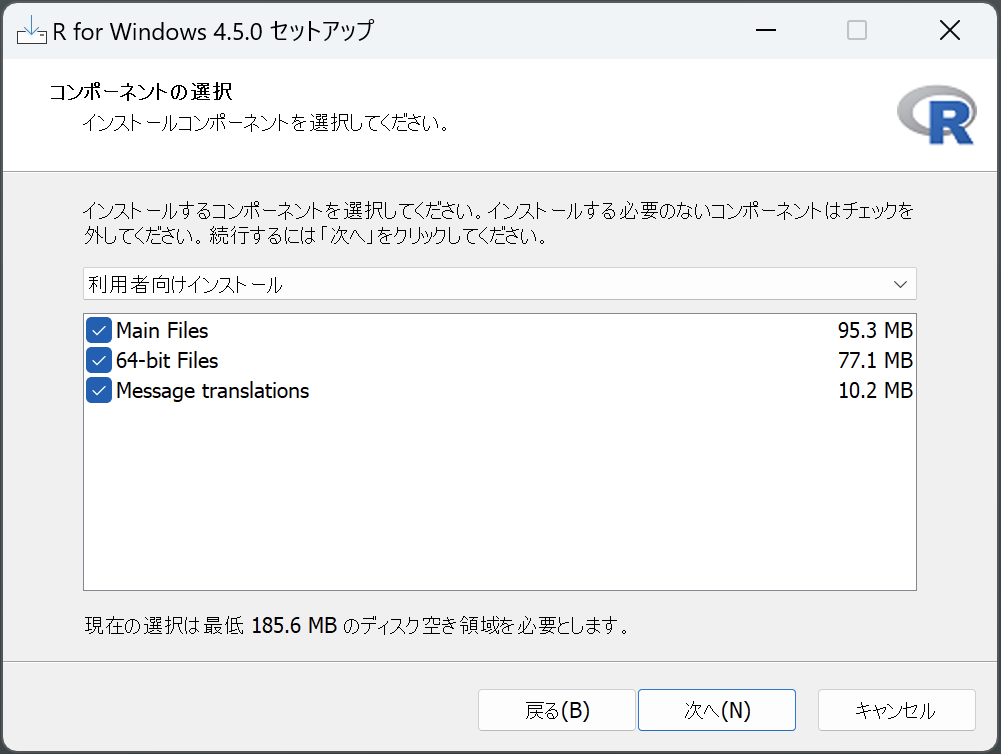 R for Windows 4.5.0 セットアップ
コンポーネントの選択
インストールコンポーネントを選択してください。
R
インストールするコンポーネントを選択してください。インストールする必要のないコンポーネントはチェックを
外してください。続行するには「次へ」をクリックしてください。
利用者向けインストール
Main Files 95.3 MB
64-bit Files 77.1 MB
Message translations 10.2 MB
現在の選択は最低 185.6 MB のディスク空き領域を必要とします。
戻る(B) 次へ(N) キャンセル